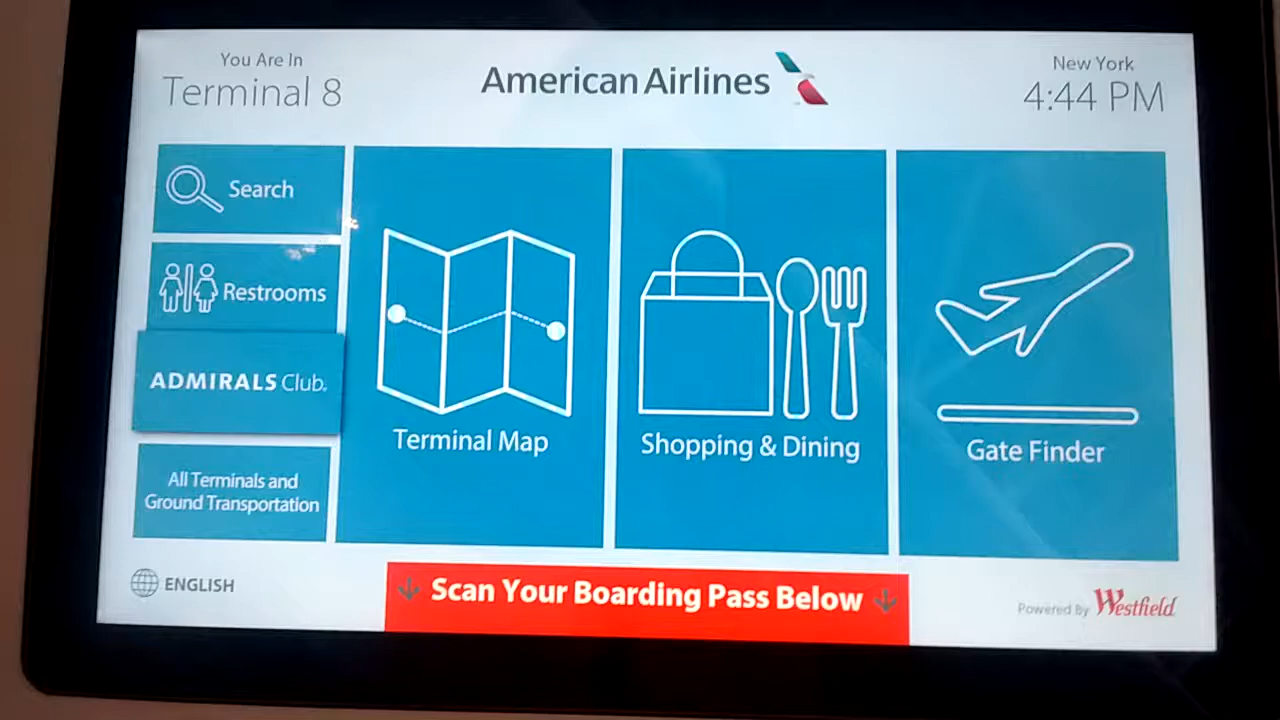 You Are In
Terminal 8
American Airlines
New York
4:44 PM
Search
Restrooms
ADMIRALS Club®
All Terminals and
Ground Transportation
Terminal Map
Shopping & Dining
Gate Finder
ENGLISH
Scan Your Boarding Pass Below
Powered By Westfield